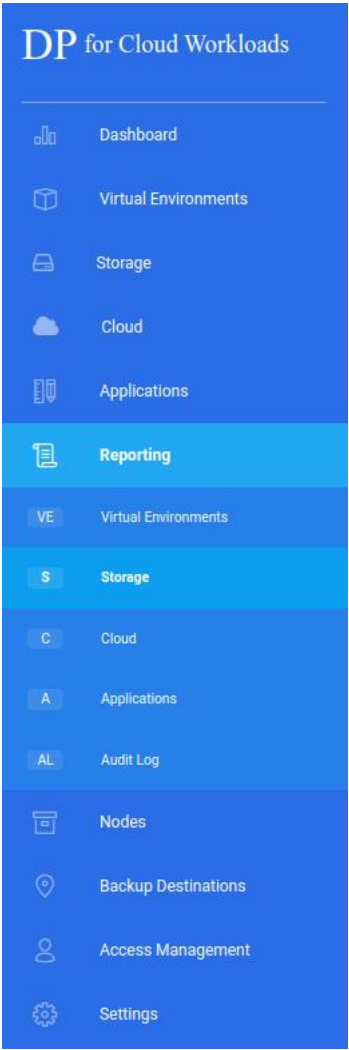 DP for Cloud Workloads
Dashboard
Virtual Environments
Storage
Cloud
Applications
Reporting
VE Virtual Environments
S Storage
C Cloud
A Applications
AL Audit Log
Nodes
Backup Destinations
Access Management
Settings